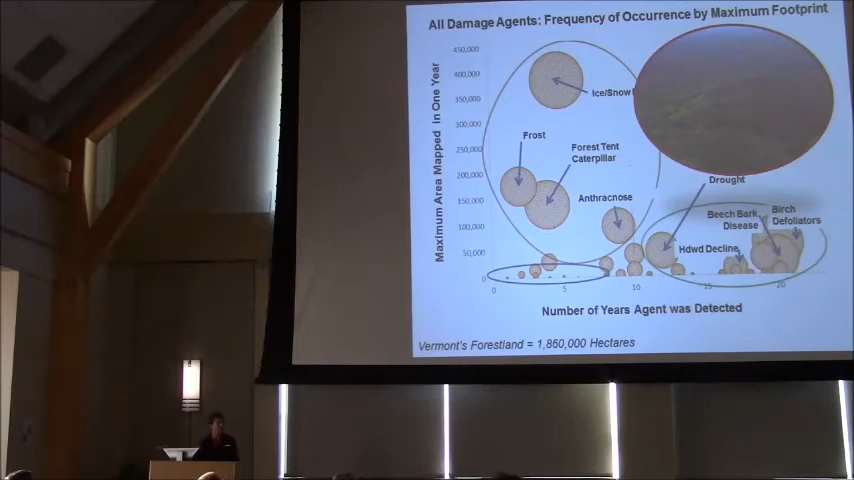 All Damage Agents: Frequency of Occurrence by Maximum Footprint
Maximum Area Mapped in One Year
450,000
400,000
350,000
300,000
250,000
200,000
150,000
100,000
50,000
0
Ice/Snow
Frost
Forest Tent
Caterpillar
Anthracnose
Drought
Beech Bark
Disease
Birch
Defoliators
Hdwd Decline
0
5
10
15
20
Number of Years Agent was Detected
Vermont's Forestland = 1,860,000 Hectares